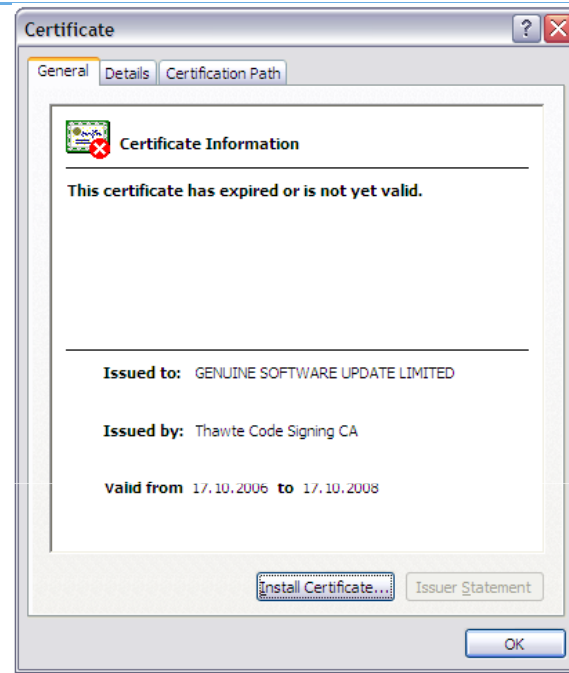 Certificate
General Details Certification Path
Certificate Information
This certificate has expired or is not yet valid.
Issued to: GENUINE SOFTWARE UPDATE LIMITED
Issued by: Thawte Code Signing CA
Valid from 17.10.2006 to 17.10.2008
Install Certificate... Issuer Statement
OK